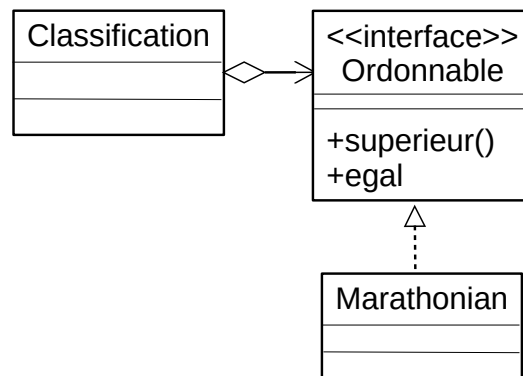 Classification
<<interface>>
Ordonnable
+superieur()
+egal
Marathonian